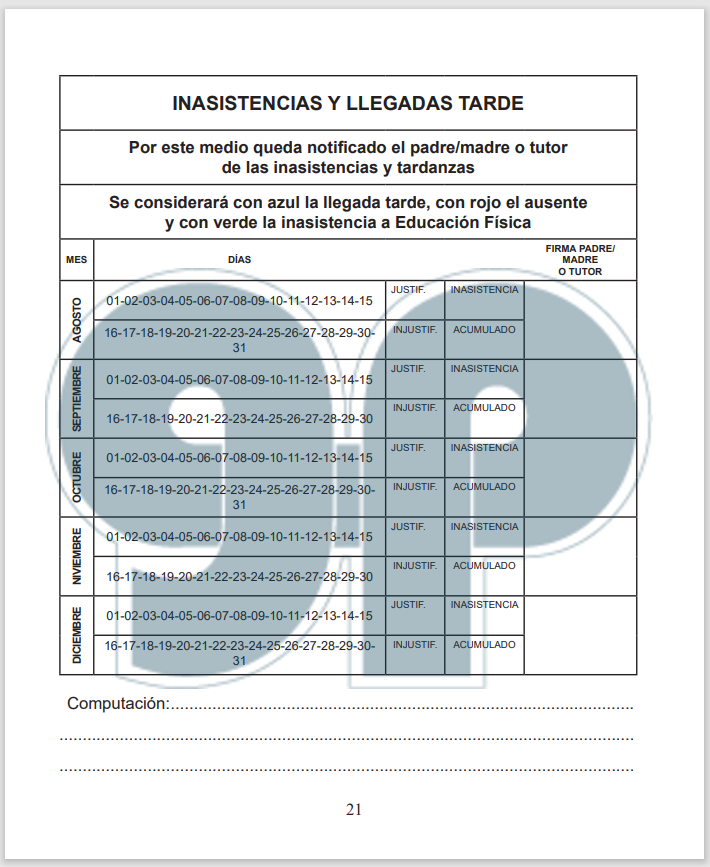 INASISTENCIAS Y LLEGADAS TARDE
Por este medio queda notificado el padre/madre o tutor
de las inasistencias y tardanzas
Se considerará con azul la llegada tarde, con rojo el ausente
y con verde la inasistencia a Educación Física
MES
DÍAS
FIRMA PADRE/
MADRE
O TUTOR
AGOSTO
01-02-03-04-05-06-07-08-09-10-11-12-13-14-15
JUSTIF.
INASISTENCIA
16-17-18-19-20-21-22-23-24-25-26-27-28-29-30-
31
INJUSTIF.
ACUMULADO
SEPTIEMBRE
01-02-03-04-05-06-07-08-09-10-11-12-13-14-15
JUSTIF.
INASISTENCIA
16-17-18-19-20-21-22-23-24-25-26-27-28-29-30
INJUSTIF.
ACUMULADO
OCTUBRE
01-02-03-04-05-06-07-08-09-10-11-12-13-14-15
JUSTIF.
INASISTENCIA
16-17-18-19-20-21-22-23-24-25-26-27-28-29-30-
31
INJUSTIF.
ACUMULADO
NIVIEMBRE
01-02-03-04-05-06-07-08-09-10-11-12-13-14-15
JUSTIF.
INASISTENCIA
16-17-18-19-20-21-22-23-24-25-26-27-28-29-30
INJUSTIF.
ACUMULADO
DICIEMBRE
01-02-03-04-05-06-07-08-09-10-11-12-13-14-15
JUSTIF.
INASISTENCIA
16-17-18-19-20-21-22-23-24-25-26-27-28-29-30-
31
INJUSTIF.
ACUMULADO
Computación:...................................................................................................
...........................................................................................................................
...........................................................................................................................
21